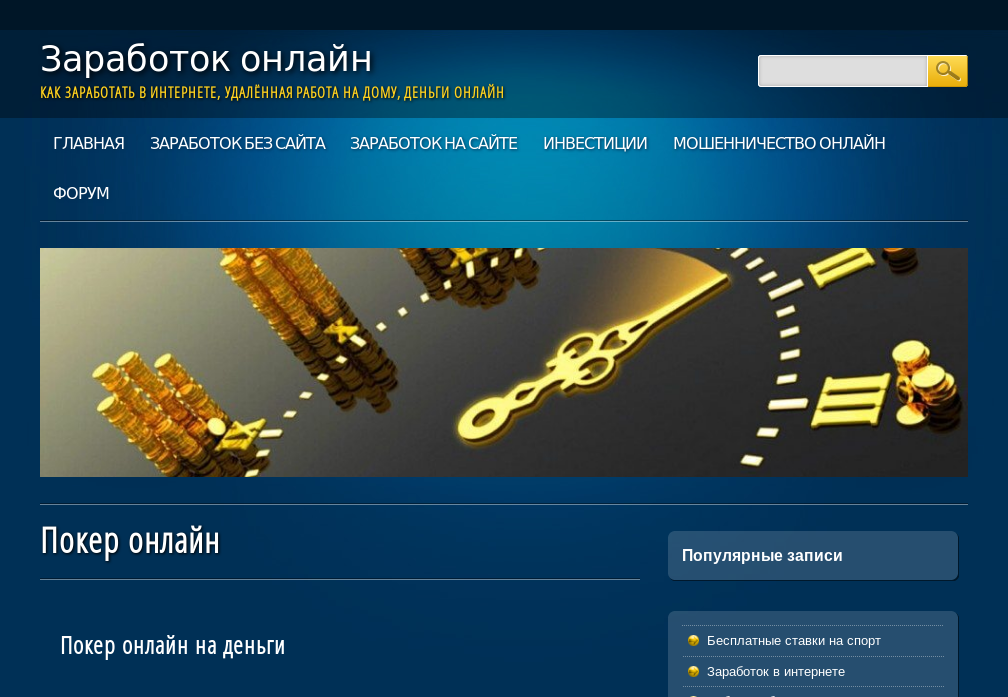 Заработок онлайн
КАК ЗАРАБОТАТЬ В ИНТЕРНЕТЕ, УДАЛЁННАЯ РАБОТА НА ДОМУ, ДЕНЬГИ ОНЛАЙН
ГЛАВНАЯ ЗАРАБОТОК БЕЗ САЙТА ЗАРАБОТОК НА САЙТЕ ИНВЕСТИЦИИ МОШЕННИЧЕСТВО ОНЛАЙН
ФОРУМ
Покер онлайн
Популярные записи
Покер онлайн на деньги
Бесплатные ставки на спорт
Заработок в интернете